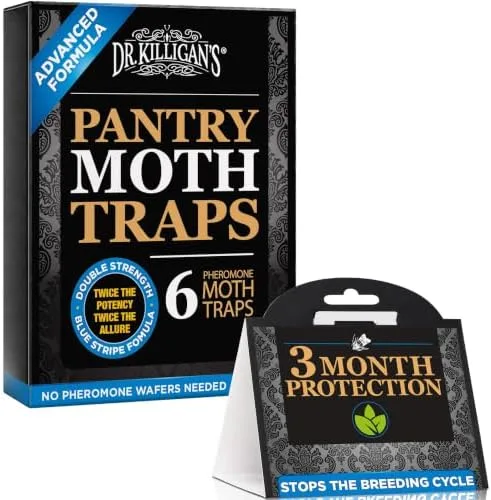 ADVANCED
FORMULA
DR. KILLIGAN'S®
PANTRY
MOTH
TRAPS
DOUBLE STRENGTH
TWICE THE
POTENCY
TWICE THE
ALLURE
BLUE STRIPE FOMULA
6 PHEROMONE
MOTH
TRAPS
NO PHEROMONE WAFERS NEEDED
3 MONTH
PROTECTION
STOPS THE BREEDING CYCLE